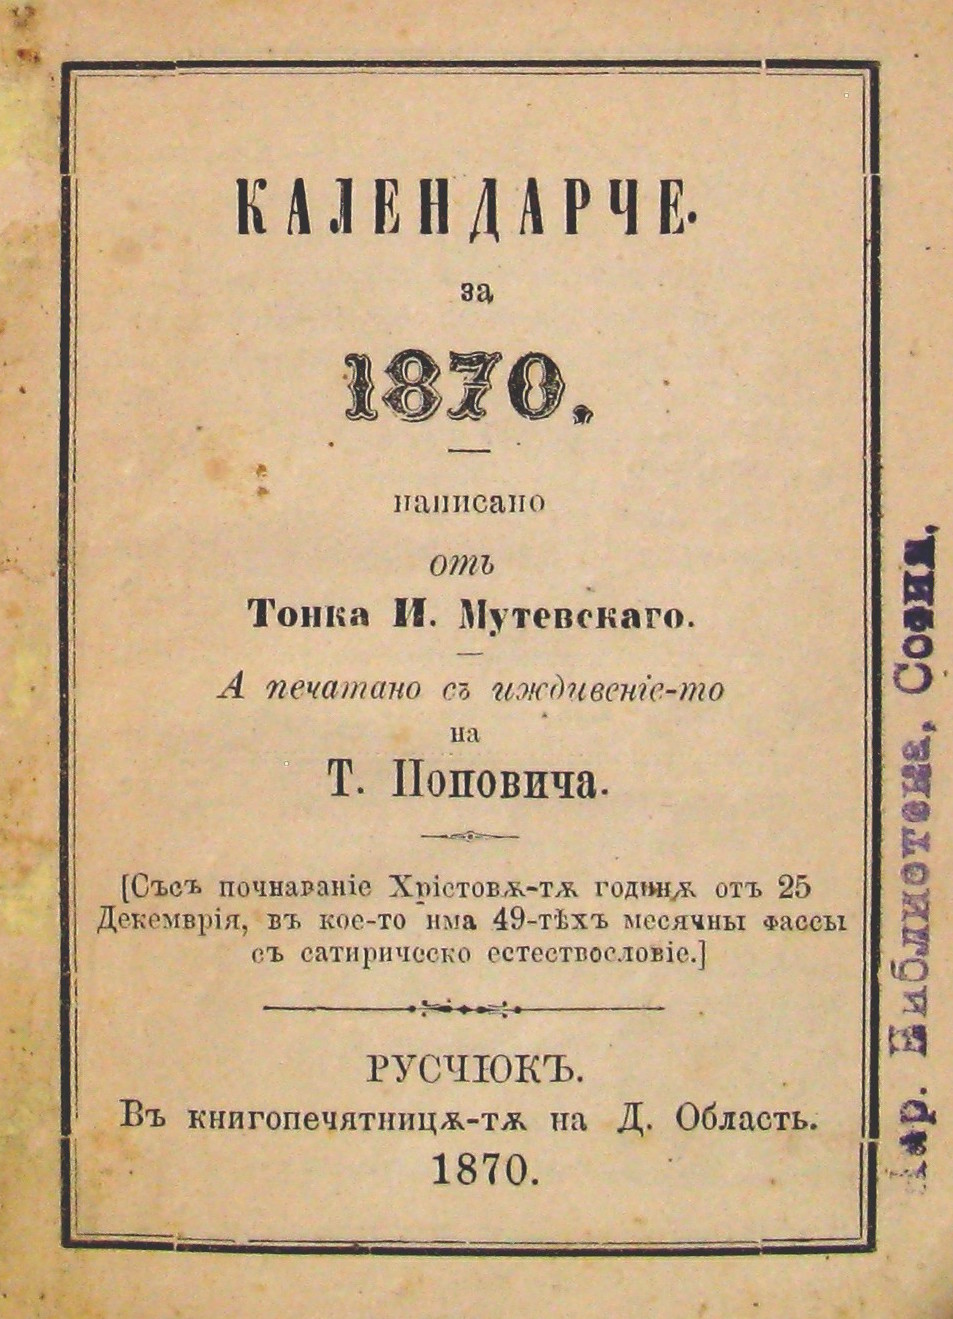 КАЛЕНДАРЧЕ.
за
1870.
написано
отъ
Тонка И. Мутевскаго.
А печатано съ иждивеніе-то
на
Т. Поповича.
[Съсъ почнаваніе Хрістовѫ-тѫ годинѫ отъ 25
Декемврія, въ кое-то има 49-тѣхъ месячны фассы
съ сатирическо естествословіе.]
РУСЧЮКЪ.
Въ книгопечятницѫ-тѫ на Д. Область.
1870.
Нар. Библиотека, София.